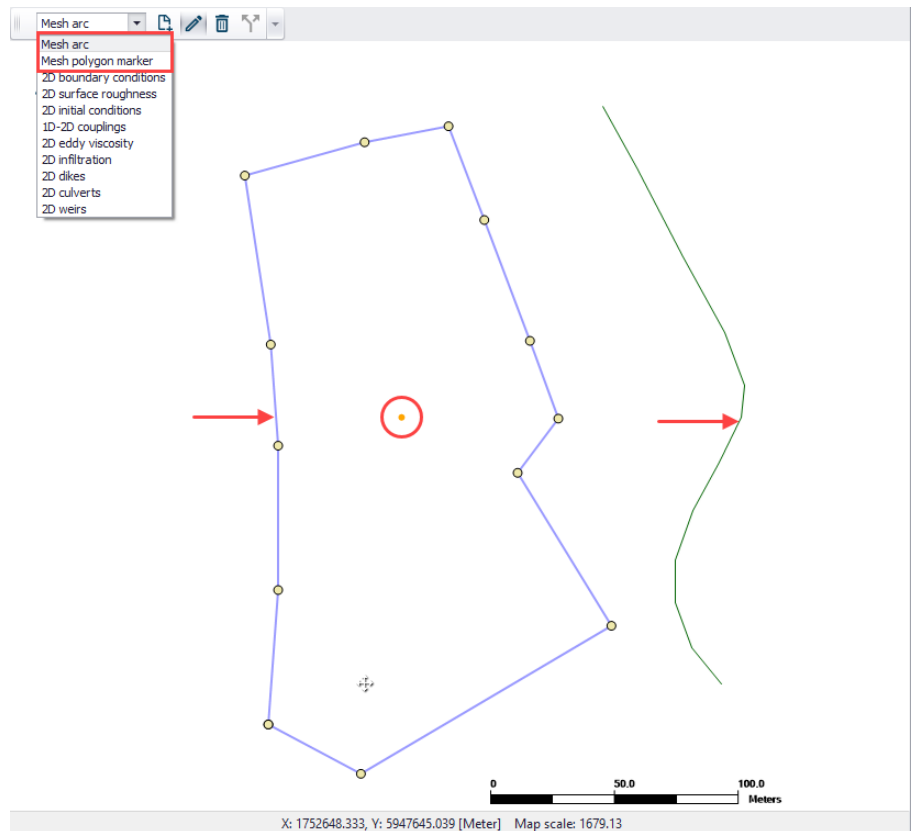 Mesh arc
Mesh arc
Mesh polygon marker
2D boundary conditions
2D surface roughness
2D initial conditions
1D-2D couplings
2D eddy viscosity
2D infiltration
2D dikes
2D culverts
2D weirs
0 50.0 100.0
Meters
X: 1752648.333, Y: 5947645.039 [Meter] Map scale: 1679.13